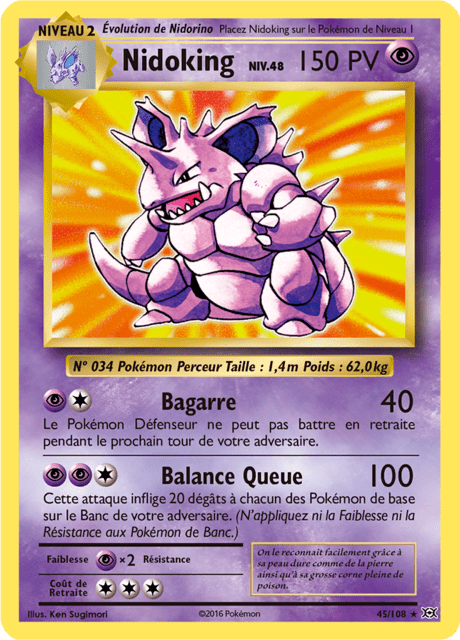 NIVEAU 2 Évolution de Nidorino Placez Nidoking sur le Pokémon de Niveau 1
Nidoking NIV.48 150 PV
N° 034 Pokémon Perceur Taille : 1,4m Poids : 62,0kg
Bagarre 40
Le Pokémon Défenseur ne peut pas battre en retraite
pendant le prochain tour de votre adversaire.
Balance Queue 100
Cette attaque inflige 20 dégâts à chacun des Pokémon de base
sur le Banc de votre adversaire. (N'appliquez ni la Faiblesse ni la
Résistance aux Pokémon de Banc.)
Faiblesse ×2 Résistance
Coût de
Retraite
On le reconnait facilement grâce à
sa peau dure comme de la pierre
ainsi qu'à sa grosse corne pleine de
poison.
Illus. Ken Sugimori ©2016 Pokémon 45/108 ★